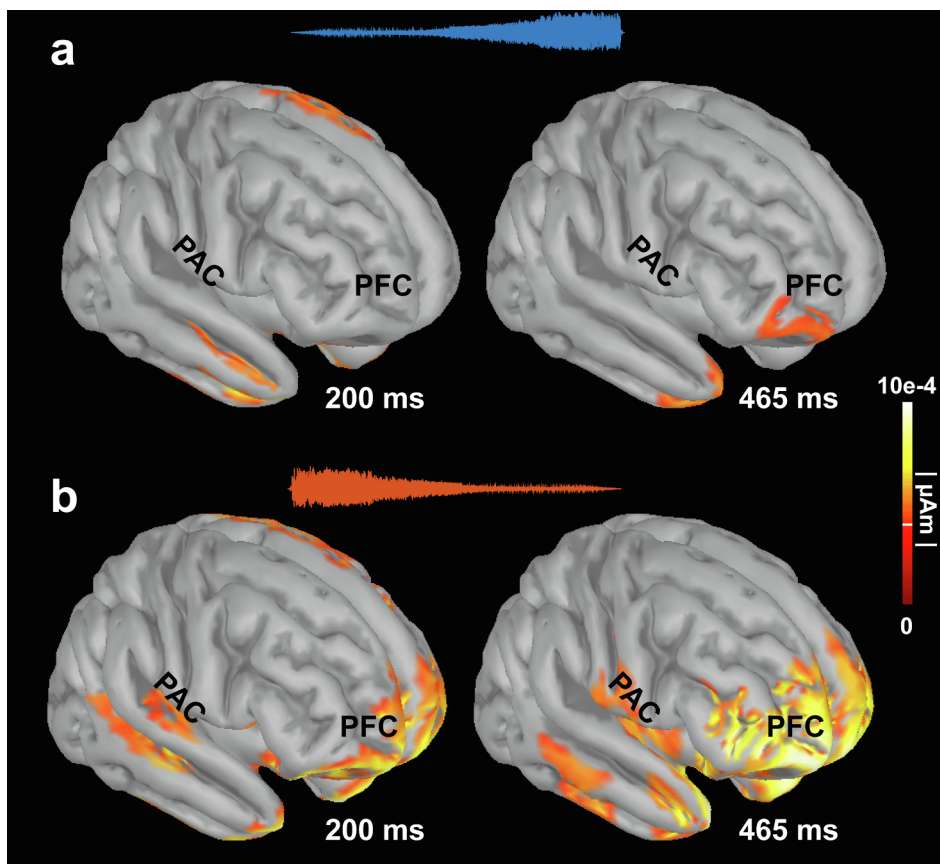 a
PAC
PFC
200 ms
PAC
PFC
465 ms
10e-4
| μAm |
0
b
PAC
PFC
200 ms
PAC
PFC
465 ms